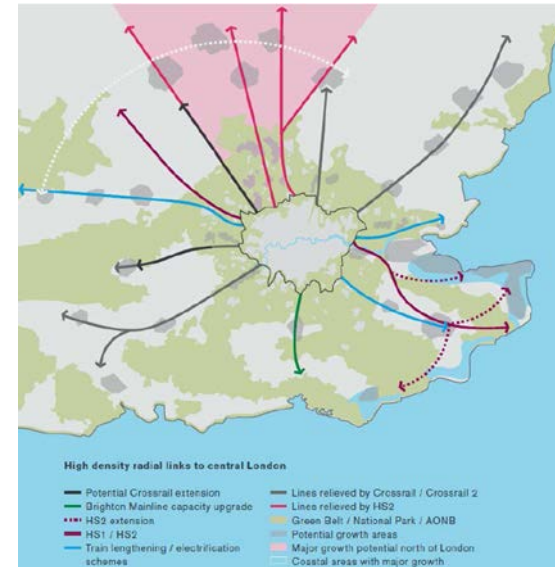 High density radial links to central London
Potential Crossrail extension
Brighton Mainline capacity upgrade
HS2 extension
HS1 / HS2
Train lengthening / electrification
schemes
Lines relieved by Crossrail / Crossrail 2
Lines relieved by HS2
Green Belt / National Park / AONB
Potential growth areas
Major growth potential north of London
Coastal areas with major growth